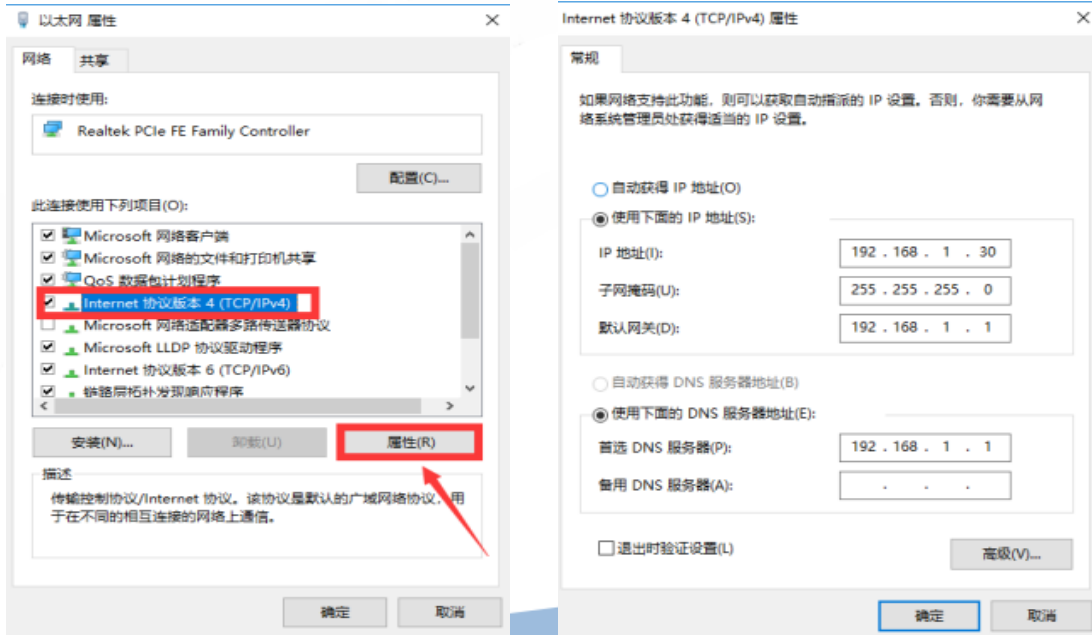 以太网 属性
网络
共享
连接时使用:
Realtek PCIe FE Family Controller
配置(C)...
此连接使用下列项目(O):
Microsoft 网络客户端
Microsoft 网络的文件和打印机共享
QoS 数据包计划程序
Internet 协议版本 4 (TCP/IPv4)
Microsoft 网络适配器多路传送器协议
Microsoft LLDP 协议驱动程序
Internet 协议版本 6 (TCP/IPv6)
链路层拓扑发现响应程序
安装(N)...
卸载(U)
属性(R)
描述
传输控制协议/Internet 协议。该协议是默认的广域网络协议，用
于在不同的相互连接的网络上通信。
确定
取消
Internet 协议版本 4 (TCP/IPv4) 属性
常规
如果网络支持此功能，则可以获取自动指派的 IP 设置。否则，你需要从网
络系统管理员处获得适当的 IP 设置。
自动获得 IP 地址(O)
使用下面的 IP 地址(S):
IP 地址(I):
192 . 168 . 1 . 30
子网掩码(U):
255 . 255 . 255 . 0
默认网关(D):
192 . 168 . 1 . 1
自动获得 DNS 服务器地址(B)
使用下面的 DNS 服务器地址(E):
首选 DNS 服务器(P):
192 . 168 . 1 . 1
备用 DNS 服务器(A):
. . .
退出时验证设置(L)
高级(V)...
确定
取消